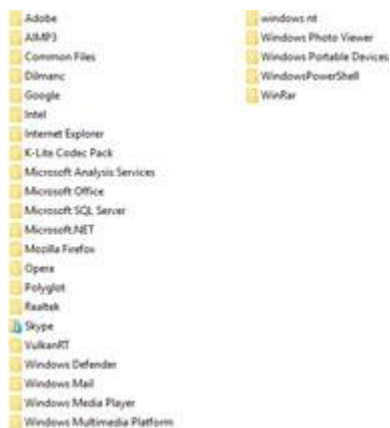 Adobe
AIMP3
Common Files
Dilmanc
Google
Intel
Internet Explorer
K-Lite Codec Pack
Microsoft Analysis Services
Microsoft Office
Microsoft SQL Server
Microsoft.NET
Mozilla Firefox
Opera
Polyglot
Realtek
Skype
VulkanRT
Windows Defender
Windows Mail
Windows Media Player
Windows Multimedia Platform
windows nt
Windows Photo Viewer
Windows Portable Devices
WindowsPowerShell
WinRar